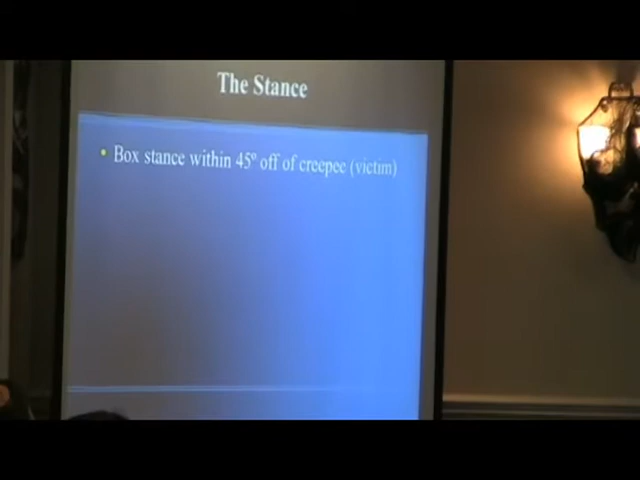 The Stance
• Box stance within 45º off of creepee (victim)